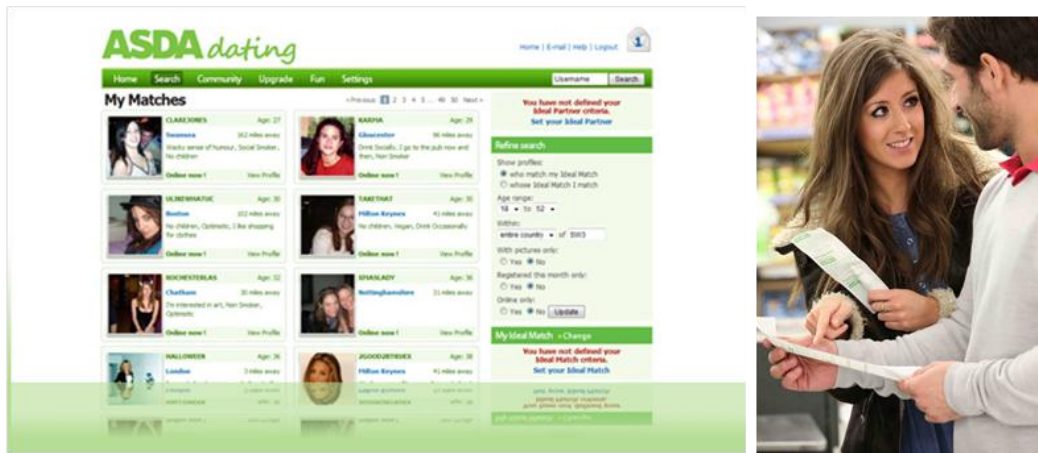 ASDA dating
Home | E-mail | Help | Logout
1
Home Search Community Upgrade Fun Settings
Username Search
My Matches
«Previous 1 2 3 4 5 ... 49 50 Next»
CLAREJONES Age: 27
Swansea 162 miles away
Wacky sense of humour, Social Smoker,
No children
Online now! View Profile
KARMA Age: 29
Gloucester 96 miles away
Drink Socially, I go to the pub now and
then, Non Smoker
Online now! View Profile
ULIKEWHATUC Age: 30
Boston 102 miles away
No children, Optimistic, I like shopping
for clothes
Online now! View Profile
TAKETHAT Age: 30
Milton Keynes 41 miles away
No children, Vegan, Drink Occasionally
Online now! View Profile
ROCHESTERLAS Age: 32
Chatham 30 miles away
I'm interested in art, Non Smoker,
Optimistic
Online now! View Profile
XMASLADY Age: 36
Nottinghamshire
Online now! View Profile
HALLOWEEN Age: 36
London 3 miles away
2GOOD2BTRUEX Age: 38
Milton Keynes 41 miles away
You have not defined your
Ideal Partner criteria.
Set your Ideal Partner
Refine search
Show profiles:
who match my Ideal Match
whose Ideal Match I match
Age range:
18 to 52
Within:
entire country of SW3
With pictures only:
Yes No
Registered this month only:
Yes No
Online only:
Yes No Update
My Ideal Match » Change
You have not defined your
Ideal Match criteria.
Set your Ideal Match